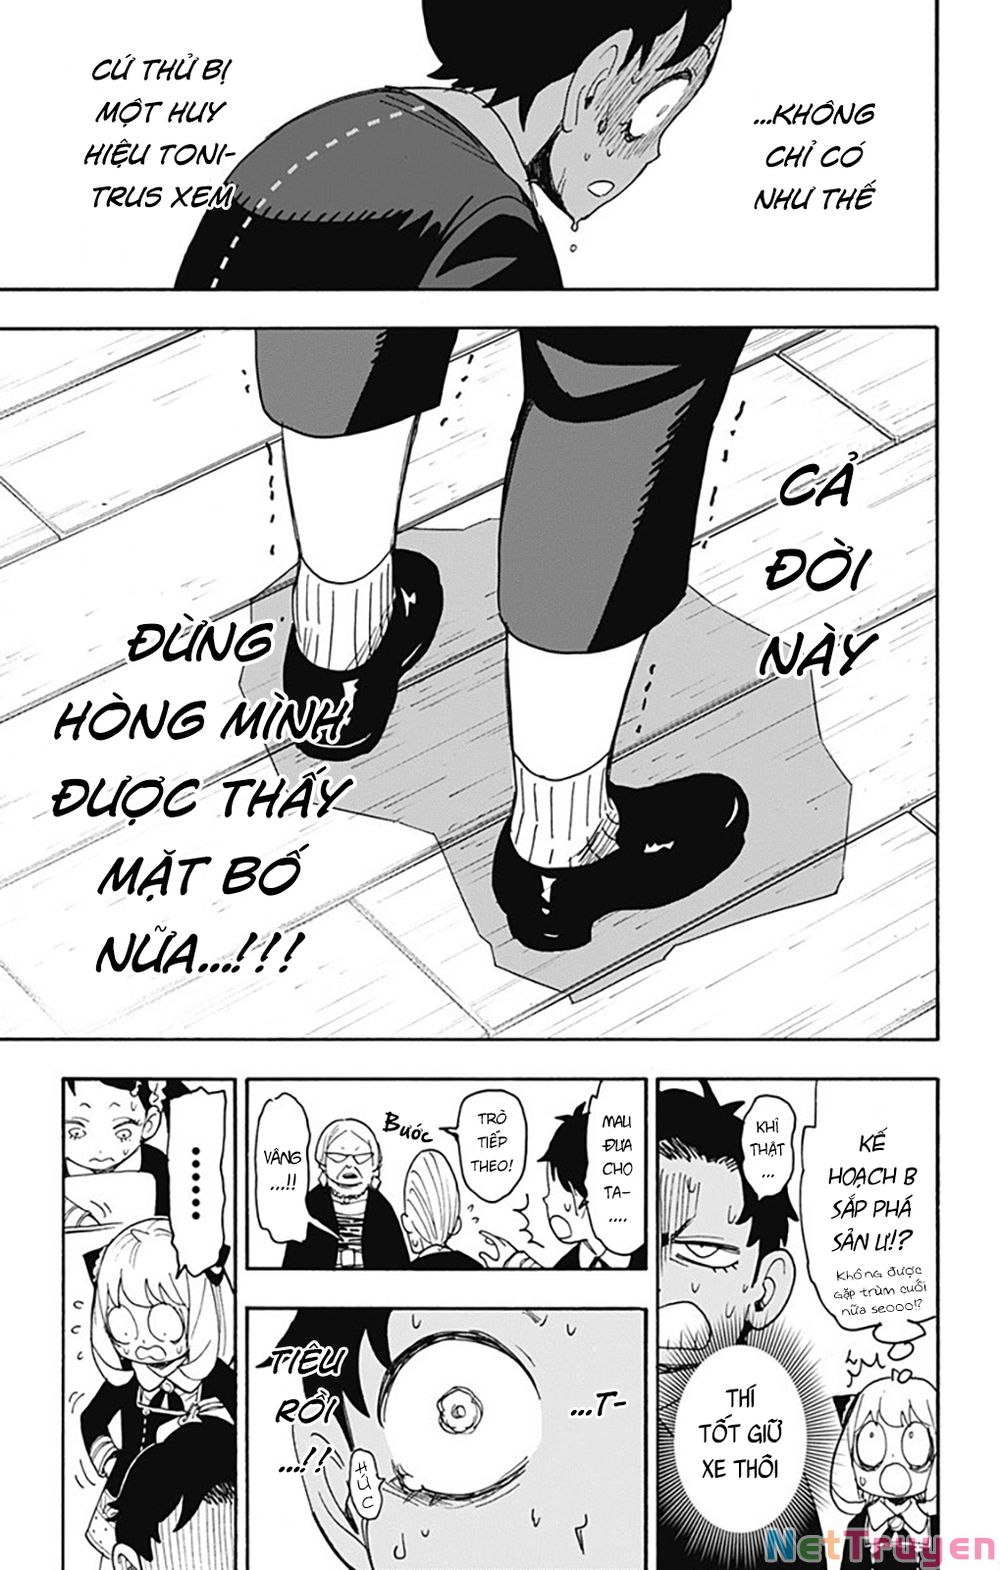 ...KHÔNG
CHỈ CÓ
NHƯ THẾ
CỨ THỬ BỊ
MỘT HUY
HIỆU TONI-
TRUS XEM
CẢ
ĐỜI
NÀY
ĐỪNG
HÒNG MÌNH
ĐƯỢC THẤY
MẶT BỐ
NỮA...!!!
KẾ
HOẠCH B
SẮP PHÁ
SẢN Ư!?
Không được
gặp trùm cuối
nữa seooo!?
KHỈ
THẬT
...
THÍ
TỐT GIỮ
XE THÔI
MAU
ĐƯA
CHO
TA-
....
TRÒ
TIẾP
THEO!
Bước
VÂNG
...!!
...T-
TIÊU
RỒI
...!!
HỨC
......
NetTruyen